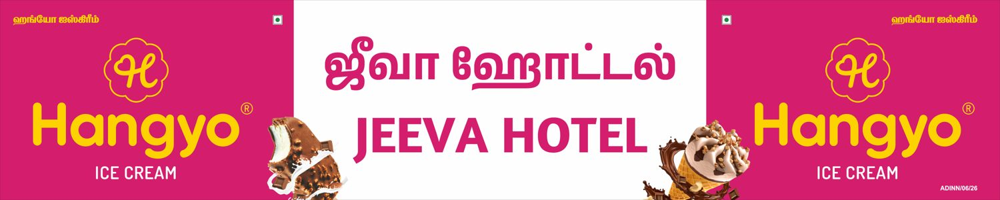 ஹங்யோ ஐஸ்கிரீம்
H
Hangyo®
ICE CREAM
ஜீவா ஹோட்டல்
JEEVA HOTEL
ஹங்யோ ஐஸ்கிரீம்
H
Hangyo®
ICE CREAM
ADINN/06/26